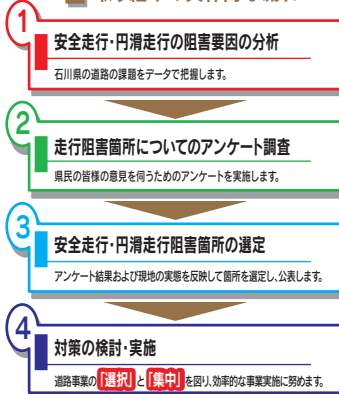 1
安全走行・円滑走行の阻害要因の分析
石川県の道路の課題をデータで把握します。
2
走行阻害箇所についてのアンケート調査
県民の皆様の意見を伺うためのアンケートを実施します。
3
安全走行・円滑走行阻害箇所の選定
アンケート結果および現地の実態を反映して箇所を選定し、公表します。
4
対策の検討・実施
道路事業の「選択」と「集中」を図り、効率的な事業実施に努めます。